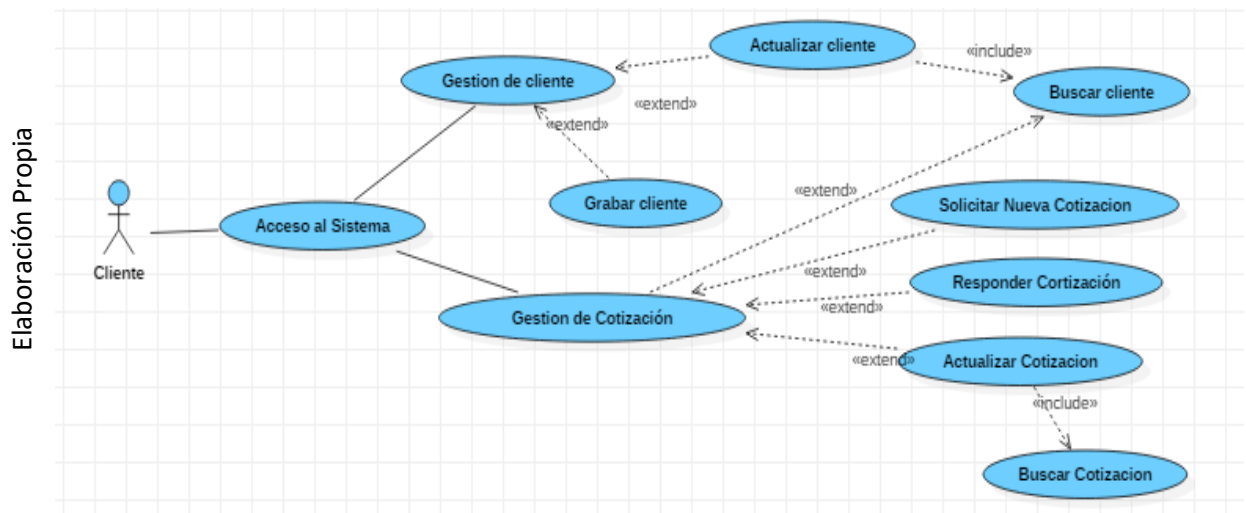 Elaboración Propia
Actualizar cliente
«include»
Gestion de cliente
Buscar cliente
«extend»
«extend»
«extend»
Grabar cliente
Solicitar Nueva Cotizacion
Acceso al Sistema
Cliente
«extend»
Responder Cortización
«extend»
Gestion de Cotización
«extend»
Actualizar Cotizacion
«include»
Buscar Cotizacion